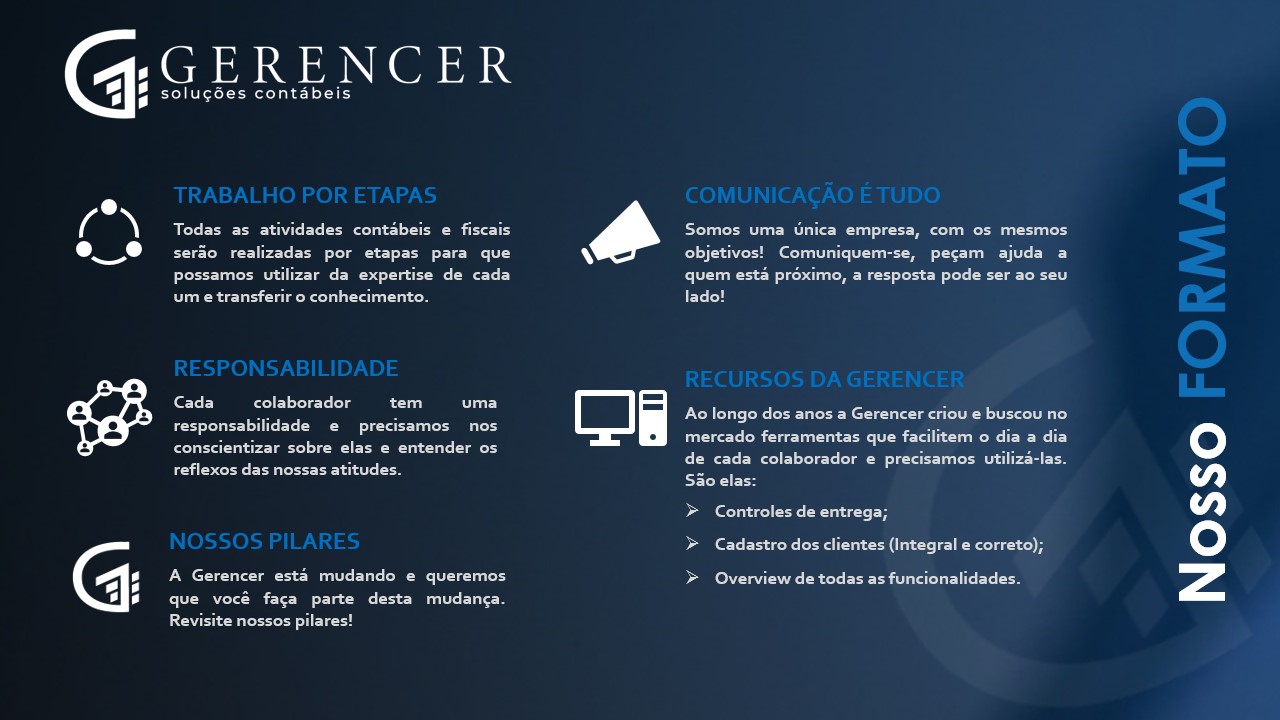 GERENCER
soluções contábeis
TRABALHO POR ETAPAS
Todas as atividades contábeis e fiscais
serão realizadas por etapas para que
possamos utilizar da expertise de cada
um e transferir o conhecimento.
RESPONSABILIDADE
Cada colaborador tem uma
responsabilidade e precisamos nos
conscientizar sobre elas e entender os
reflexos das nossas atitudes.
NOSSOS PILARES
A Gerencer está mudando e queremos
que você faça parte desta mudança.
Revisite nossos pilares!
COMUNICAÇÃO É TUDO
Somos uma única empresa, com os mesmos
objetivos! Comuniquem-se, peçam ajuda a
quem está próximo, a resposta pode ser ao seu
lado!
RECURSOS DA GERENCER
Ao longo dos anos a Gerencer criou e buscou no
mercado ferramentas que facilitem o dia a dia
de cada colaborador e precisamos utilizá-las.
São elas:
Controles de entrega;
Cadastro dos clientes (Integral e correto);
Overview de todas as funcionalidades.
Nosso FORMATO